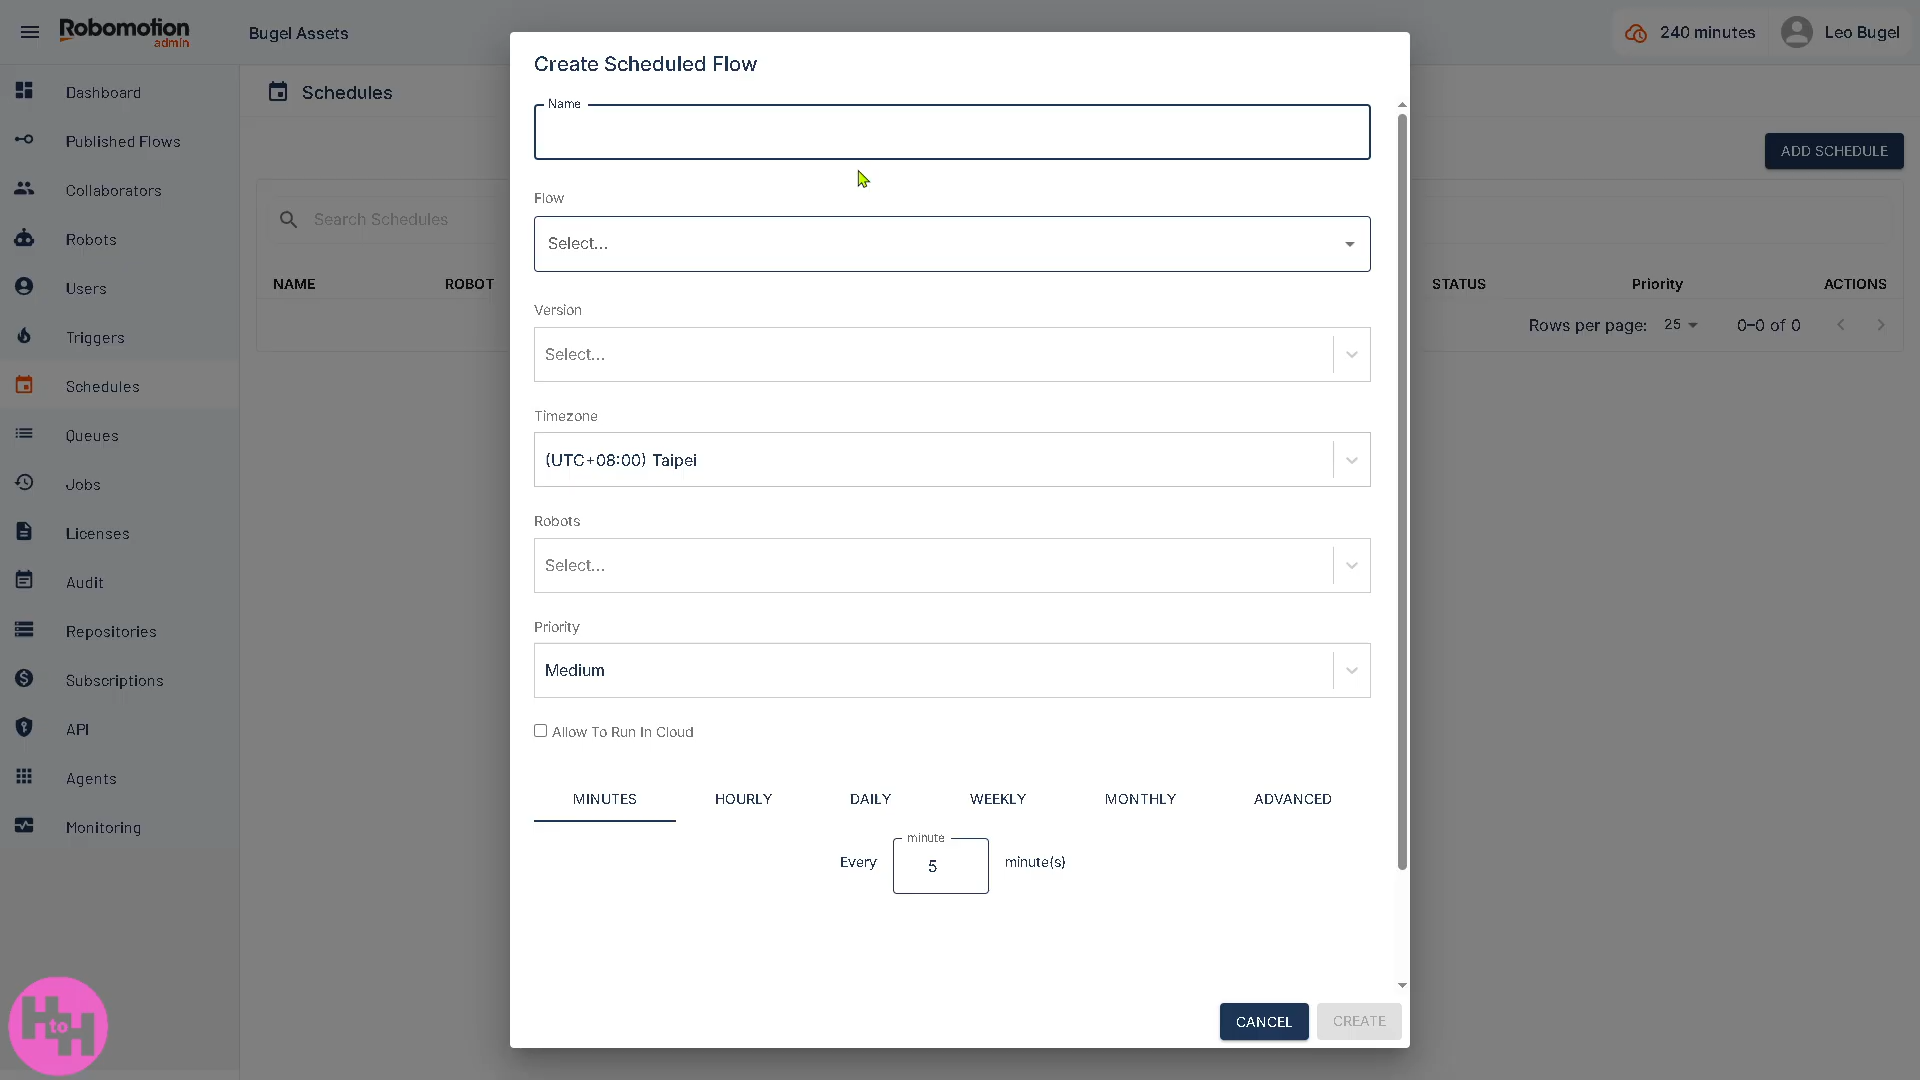 Robomotion
admin
Bugel Assets
240 minutes
Leo Bugel
Dashboard
Published Flows
Collaborators
Robots
Users
Triggers
Schedules
Queues
Jobs
Licenses
Audit
Repositories
Subscriptions
API
Agents
Monitoring
H to H
Schedules
ADD SCHEDULE
Search Schedules
NAME ROBOT STATUS Priority ACTIONS
Rows per page: 25 0–0 of 0
Create Scheduled Flow
Name
Flow
Select...
Version
Select...
Timezone
(UTC+08:00) Taipei
Robots
Select...
Priority
Medium
Allow To Run In Cloud
MINUTES HOURLY DAILY WEEKLY MONTHLY ADVANCED
minute
Every 5 minute(s)
CANCEL CREATE